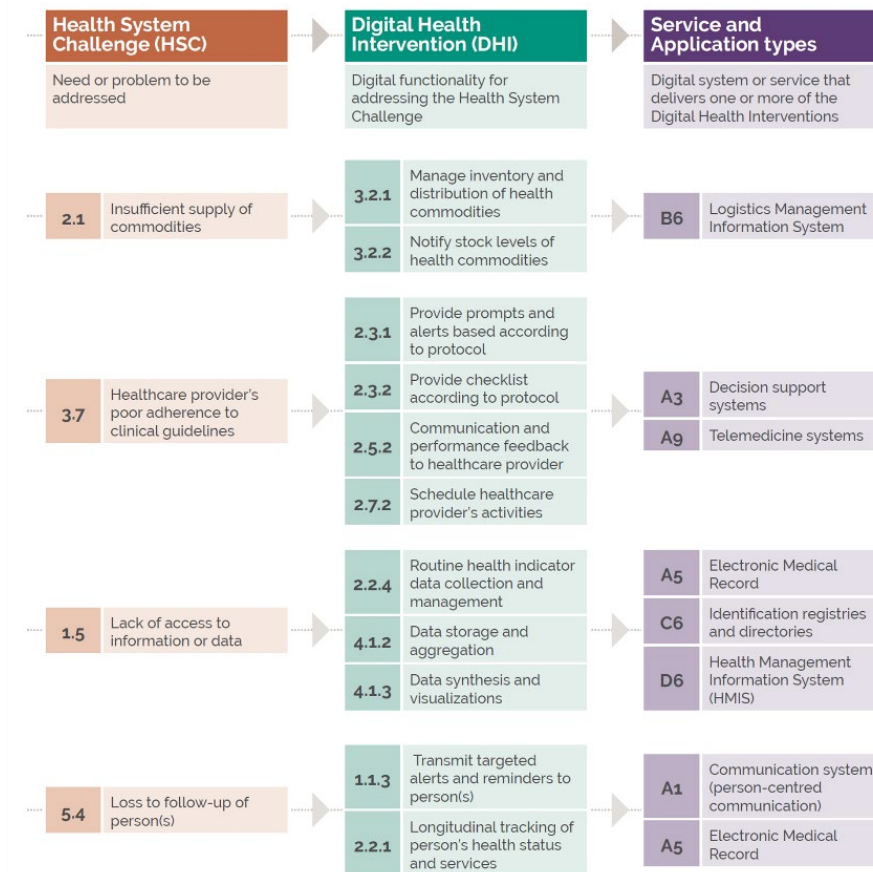 Health System
Challenge (HSC)
Digital Health
Intervention (DHI)
Service and
Application types
Need or problem to be
addressed
Digital functionality for
addressing the Health System
Challenge
Digital system or service that
delivers one or more of the
Digital Health Interventions
2.1
Insufficient supply of
commodities
3.2.1
Manage inventory and
distribution of health
commodities
3.2.2
Notify stock levels of
health commodities
B6
Logistics Management
Information System
3.7
Healthcare provider's
poor adherence to
clinical guidelines
2.3.1
Provide prompts and
alerts based according
to protocol
2.3.2
Provide checklist
according to protocol
2.5.2
Communication and
performance feedback
to healthcare provider
2.7.2
Schedule healthcare
provider's activities
A3
Decision support
systems
A9
Telemedicine systems
1.5
Lack of access to
information or data
2.2.4
Routine health indicator
data collection and
management
4.1.2
Data storage and
aggregation
4.1.3
Data synthesis and
visualizations
A5
Electronic Medical
Record
C6
Identification registries
and directories
D6
Health Management
Information System
(HMIS)
5.4
Loss to follow-up of
person(s)
1.1.3
Transmit targeted
alerts and reminders to
person(s)
2.2.1
Longitudinal tracking of
person's health status
and services
A1
Communication system
(person-centred
communication)
A5
Electronic Medical
Record